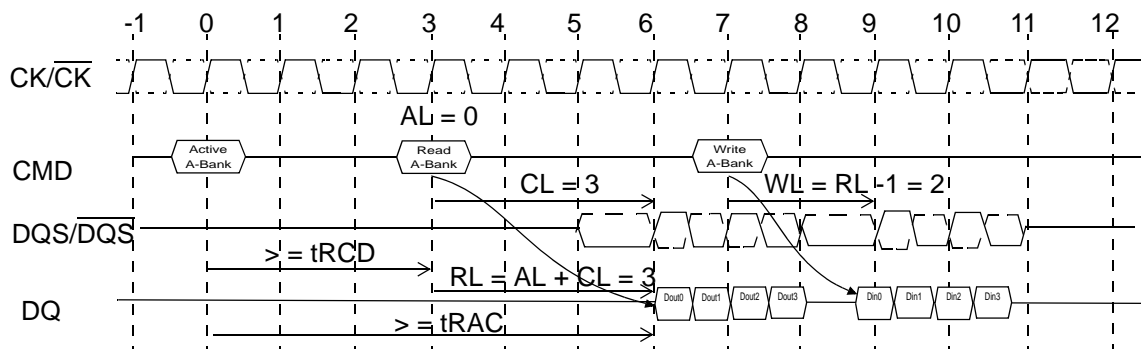 -1 0 1 2 3 4 5 6 7 8 9 10 11 12
CK/CK
AL = 0
Active
A-Bank
Read
A-Bank
Write
A-Bank
CMD
CL = 3
WL = RL -1 = 2
DQS/DQS
> = tRCD
RL = AL + CL = 3
DQ
Dout0 Dout1 Dout2 Dout3 Din0 Din1 Din2 Din3
> = tRAC